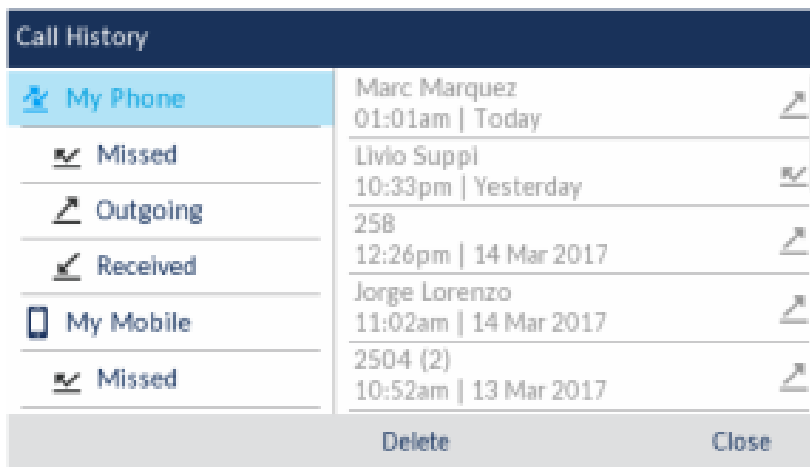 Call History
My Phone
Missed
Outgoing
Received
My Mobile
Missed
Marc Marquez
01:01am | Today
Livio Suppi
10:33pm | Yesterday
258
12:26pm | 14 Mar 2017
Jorge Lorenzo
11:02am | 14 Mar 2017
2504 (2)
10:52am | 13 Mar 2017
Delete
Close